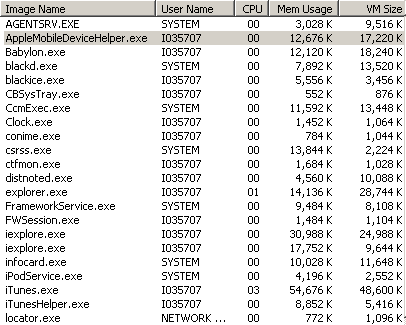 Image Name User Name CPU Mem Usage VM Size
AGENTSRV.EXE SYSTEM 00 3,028 K 9,516 K
AppleMobileDeviceHelper.exe I035707 00 12,676 K 17,220 K
Babylon.exe I035707 00 12,120 K 18,240 K
blackd.exe SYSTEM 00 7,892 K 13,520 K
blackice.exe I035707 00 5,556 K 3,456 K
CBSysTray.exe I035707 00 552 K 876 K
CcmExec.exe SYSTEM 00 11,592 K 13,448 K
Clock.exe I035707 00 1,452 K 1,064 K
conime.exe I035707 00 784 K 1,044 K
csrss.exe SYSTEM 00 13,844 K 2,224 K
ctfmon.exe I035707 00 1,684 K 1,028 K
distnoted.exe I035707 00 4,560 K 10,088 K
explorer.exe I035707 01 14,136 K 28,744 K
FrameworkService.exe SYSTEM 00 9,484 K 8,108 K
FWSession.exe I035707 00 1,484 K 1,104 K
iexplore.exe I035707 00 30,988 K 24,988 K
iexplore.exe I035707 00 17,752 K 9,644 K
infocard.exe SYSTEM 00 10,028 K 11,648 K
iPodService.exe SYSTEM 00 4,196 K 2,552 K
iTunes.exe I035707 03 54,676 K 48,600 K
iTunesHelper.exe I035707 00 8,852 K 5,416 K
locator.exe NETWORK ... 00 772 K 1,096 K